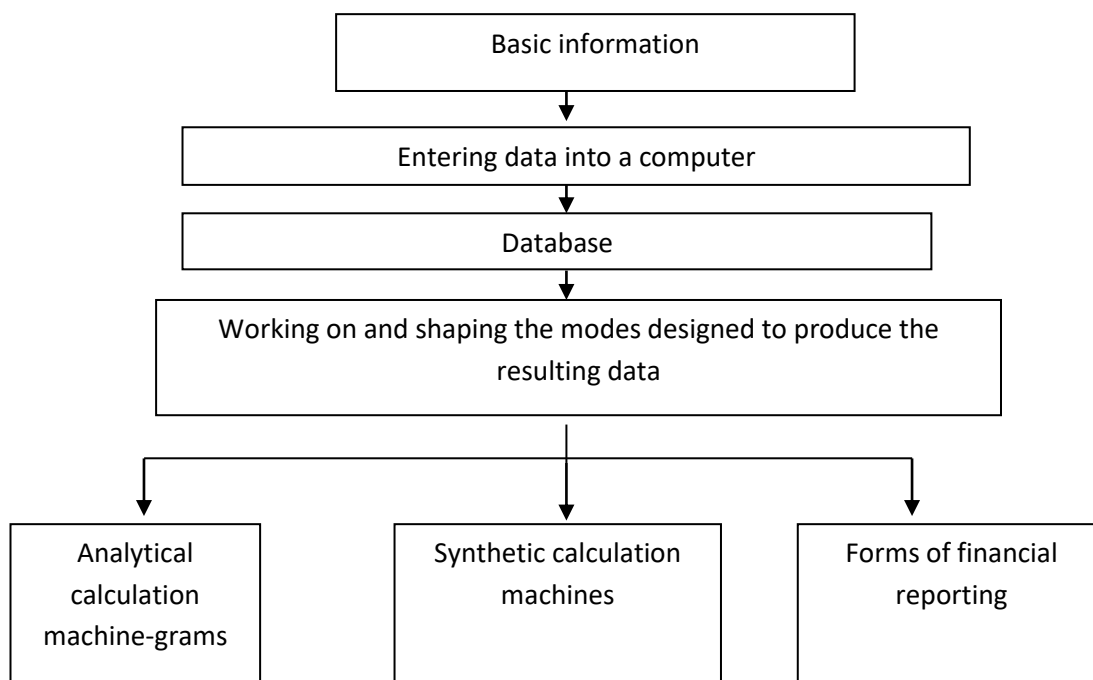 Basic information
Entering data into a computer
Database
Working on and shaping the modes designed to produce the
resulting data
Analytical
calculation
machine-grams
Synthetic calculation
machines
Forms of financial
reporting